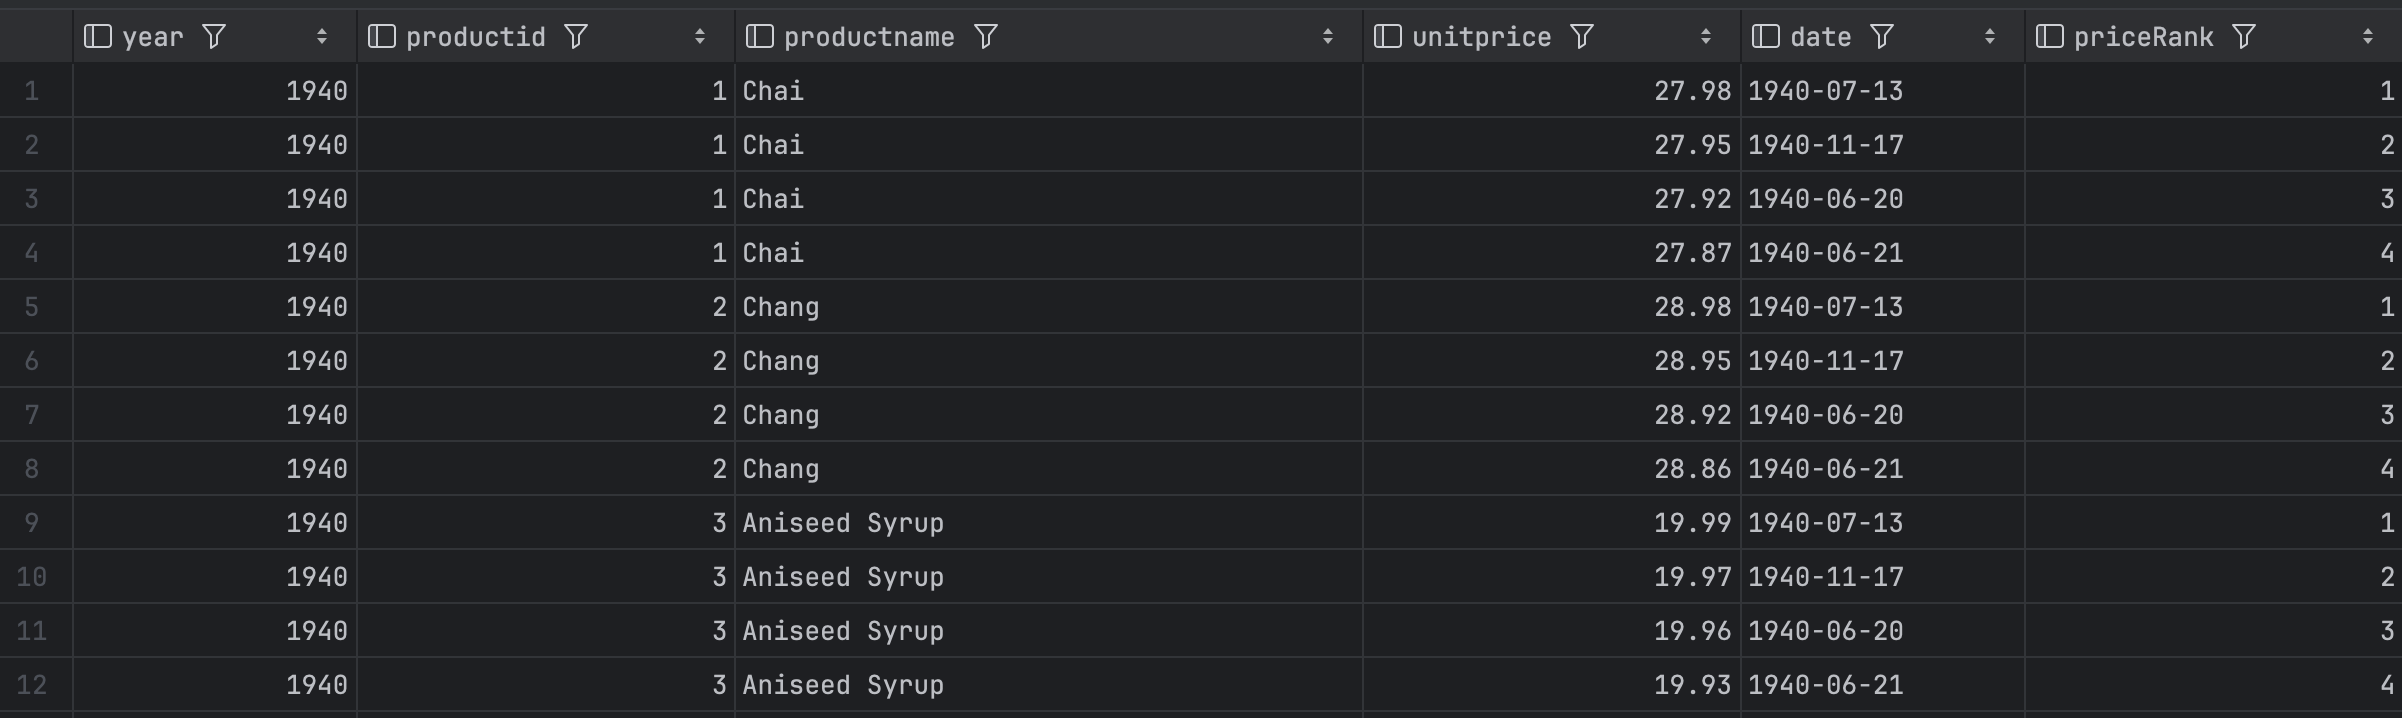 year productid productname unitprice date priceRank
1 1940 1 Chai 27.98 1940-07-13 1
2 1940 1 Chai 27.95 1940-11-17 2
3 1940 1 Chai 27.92 1940-06-20 3
4 1940 1 Chai 27.87 1940-06-21 4
5 1940 2 Chang 28.98 1940-07-13 1
6 1940 2 Chang 28.95 1940-11-17 2
7 1940 2 Chang 28.92 1940-06-20 3
8 1940 2 Chang 28.86 1940-06-21 4
9 1940 3 Aniseed Syrup 19.99 1940-07-13 1
10 1940 3 Aniseed Syrup 19.97 1940-11-17 2
11 1940 3 Aniseed Syrup 19.96 1940-06-20 3
12 1940 3 Aniseed Syrup 19.93 1940-06-21 4